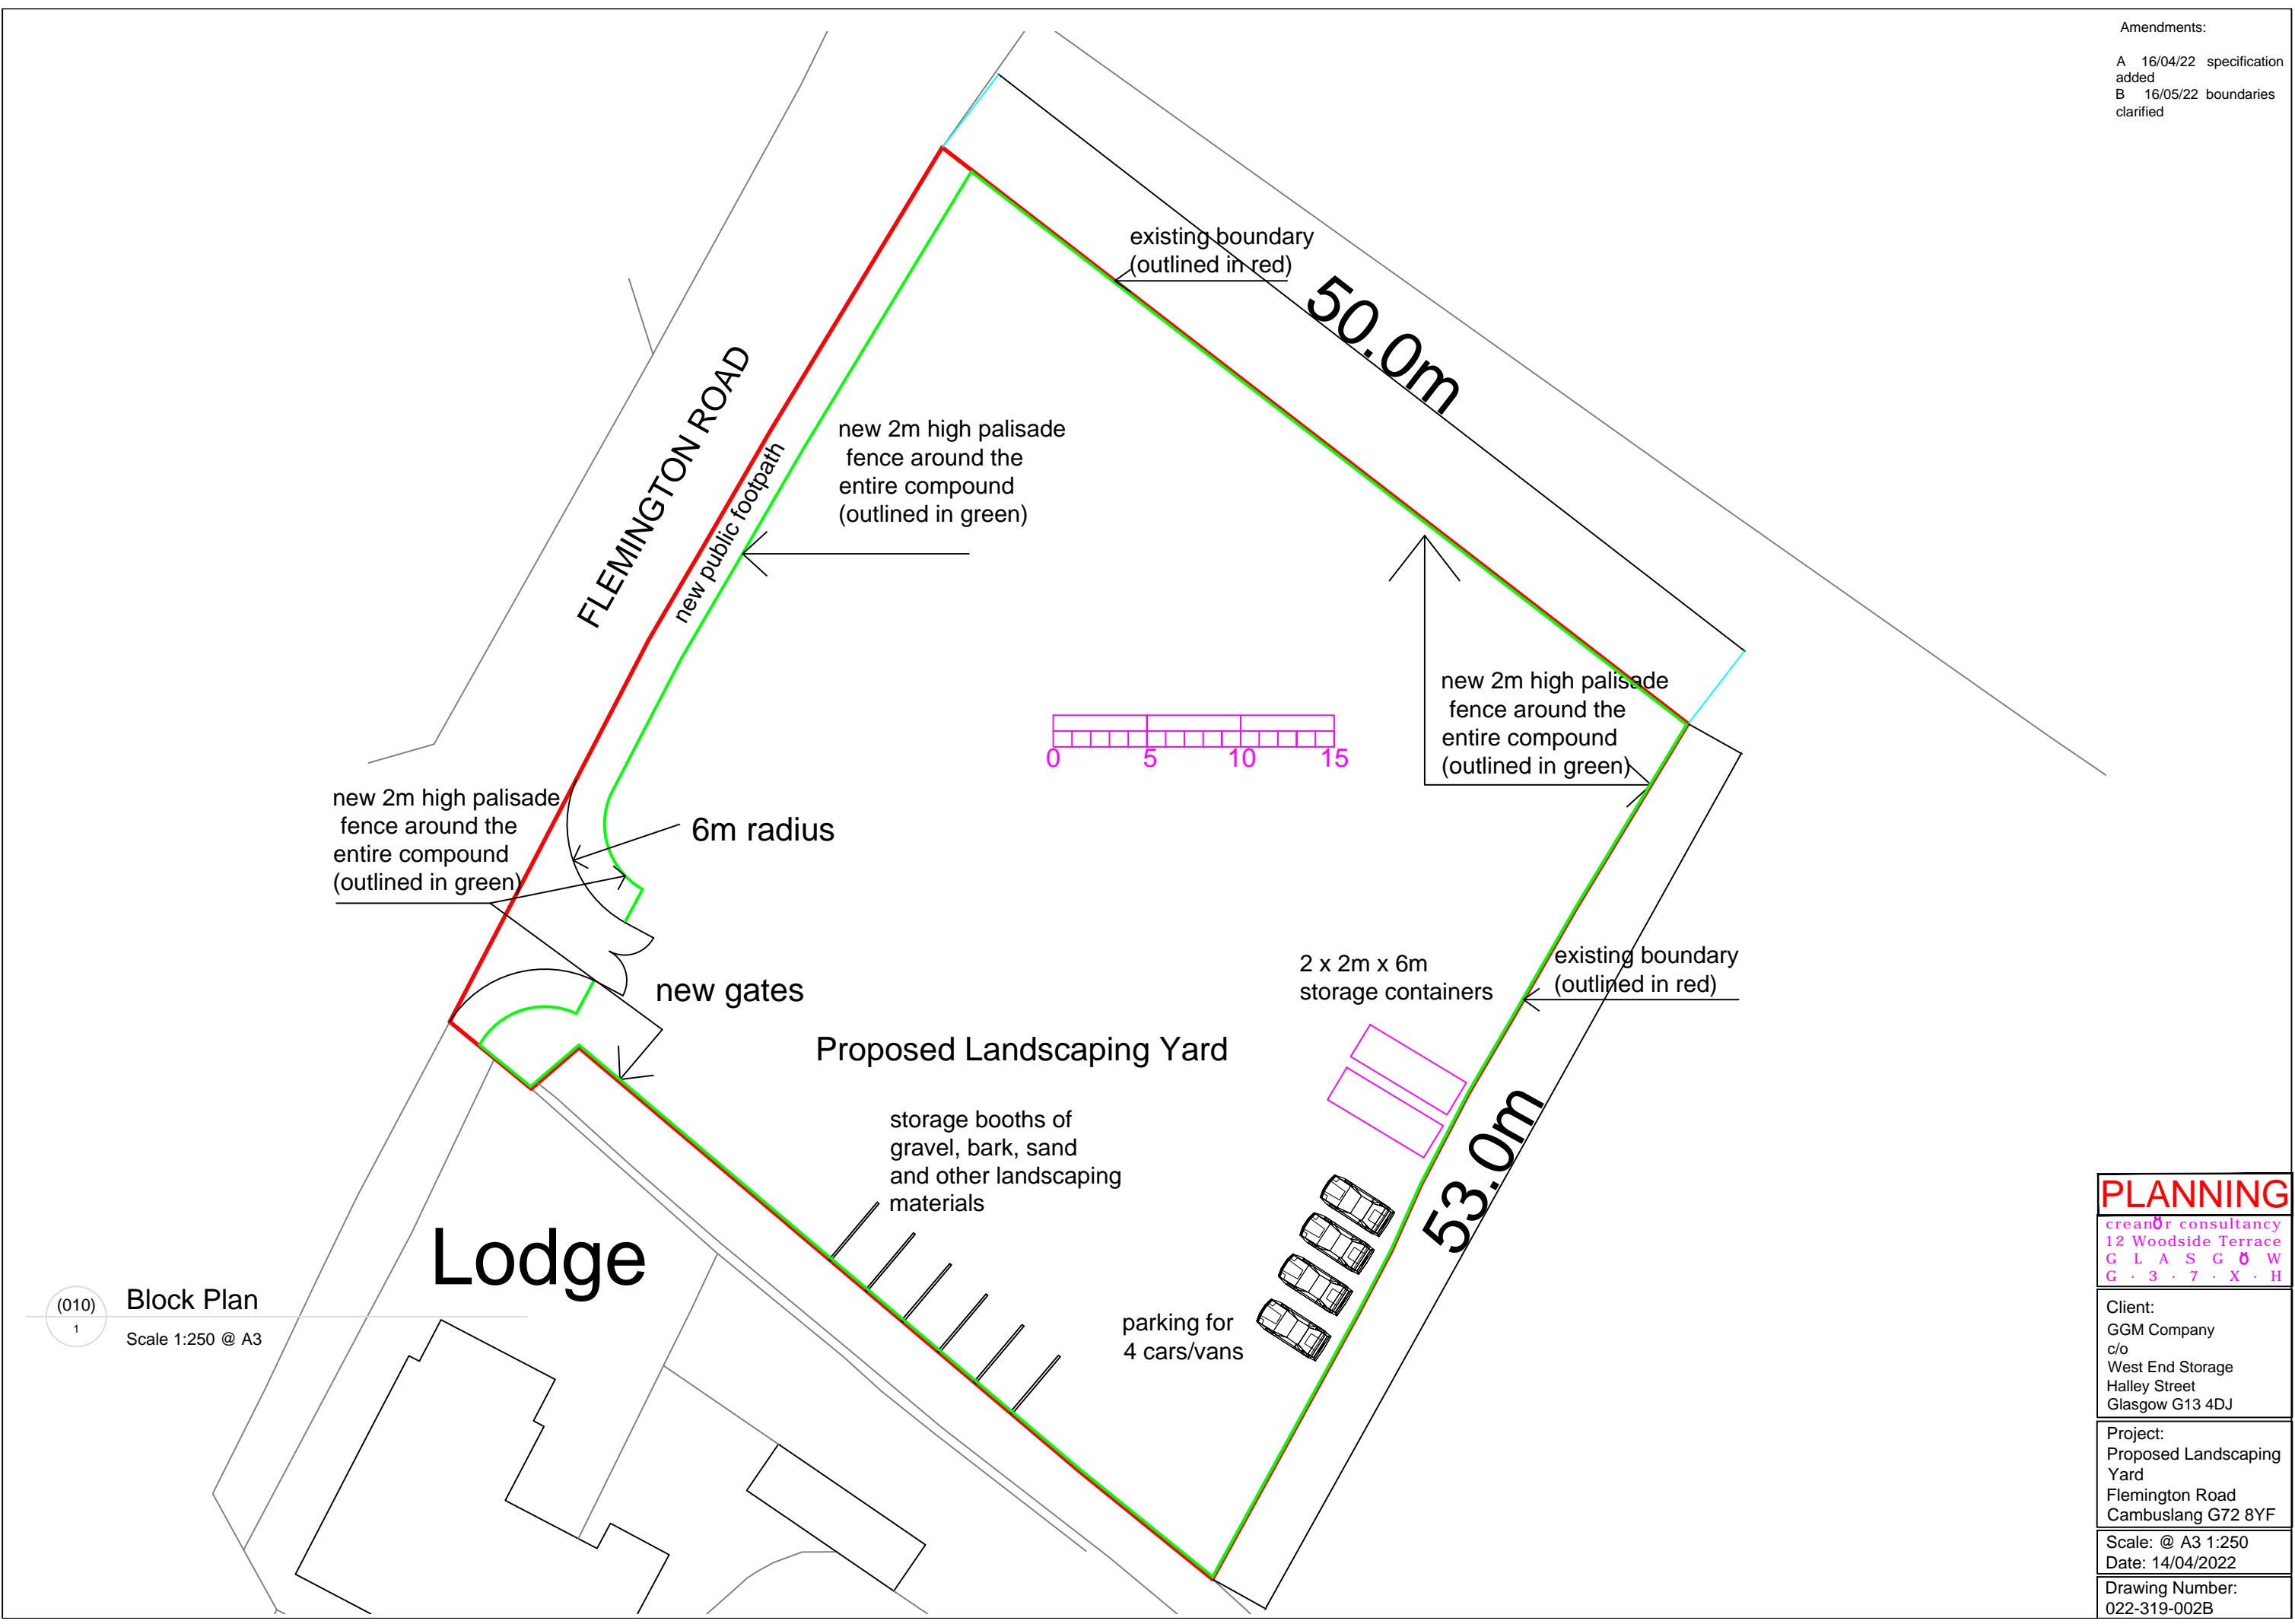 Amendments:
A 16/04/22 specification
added
B 16/05/22 boundaries
clarified
existing boundary
(outlined in red)
50.0m
FLEMINGTON ROAD
new public footpath
new 2m high palisade
fence around the
entire compound
(outlined in green)
new 2m high palisade
fence around the
entire compound
(outlined in green)
0 5 10 15
new 2m high palisade
fence around the
entire compound
(outlined in green)
6m radius
new gates
2 x 2m x 6m
storage containers
existing boundary
(outlined in red)
Proposed Landscaping Yard
storage booths of
gravel, bark, sand
and other landscaping
materials
53.0m
Lodge
parking for
4 cars/vans
(010)
1
Block Plan
Scale 1:250 @ A3
PLANNING
creanor consultancy
12 Woodside Terrace
G L A S G O W
G · 3 · 7 · X · H
Client:
GGM Company
c/o
West End Storage
Halley Street
Glasgow G13 4DJ
Project:
Proposed Landscaping
Yard
Flemington Road
Cambuslang G72 8YF
Scale: @ A3 1:250
Date: 14/04/2022
Drawing Number:
022-319-002B